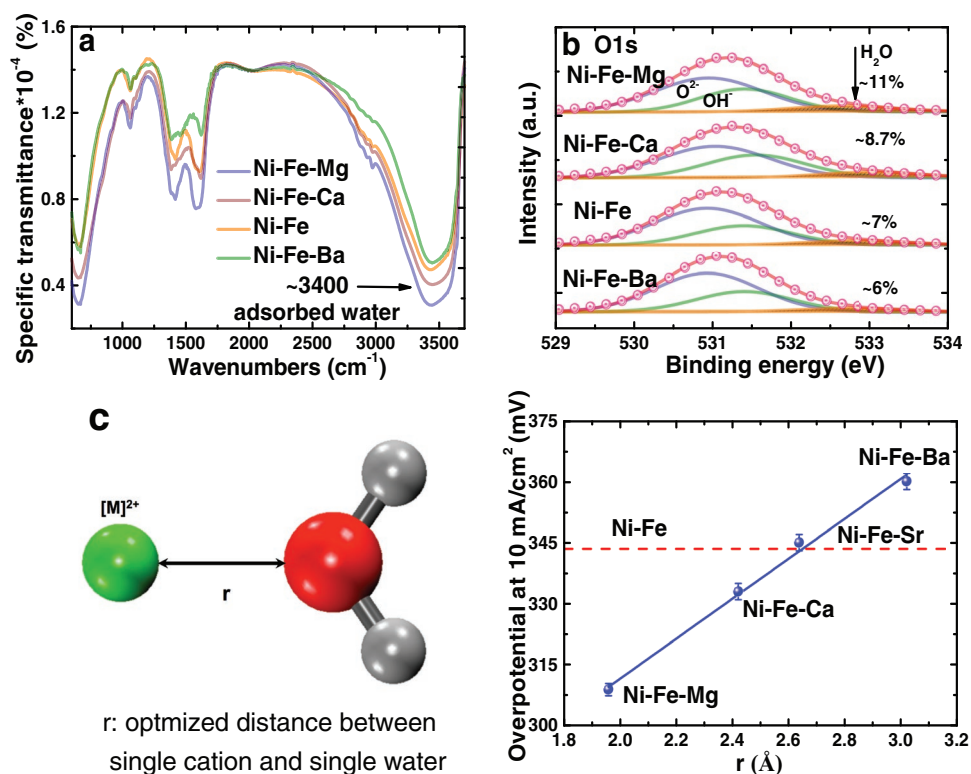 a
Specific transmittance*10⁻⁴ (%)
1.6
1.2
0.8
0.4
Ni-Fe-Mg
Ni-Fe-Ca
Ni-Fe
Ni-Fe-Ba
~3400
adsorbed water
1000 1500 2000 2500 3000 3500
Wavenumbers (cm⁻¹)
b O1s
Intensity (a.u.)
H₂O
Ni-Fe-Mg
~11%
O²⁻
OH⁻
Ni-Fe-Ca
~8.7%
Ni-Fe
~7%
Ni-Fe-Ba
~6%
529 530 531 532 533 534
Binding energy (eV)
c
[M]²⁺
r
r: optmized distance between
single cation and single water
Overpotential at 10 mA/cm² (mV)
375
360
345
330
315
300
Ni-Fe-Ba
Ni-Fe
Ni-Fe-Sr
Ni-Fe-Ca
Ni-Fe-Mg
1.8 2.0 2.2 2.4 2.6 2.8 3.0 3.2
r (Å)